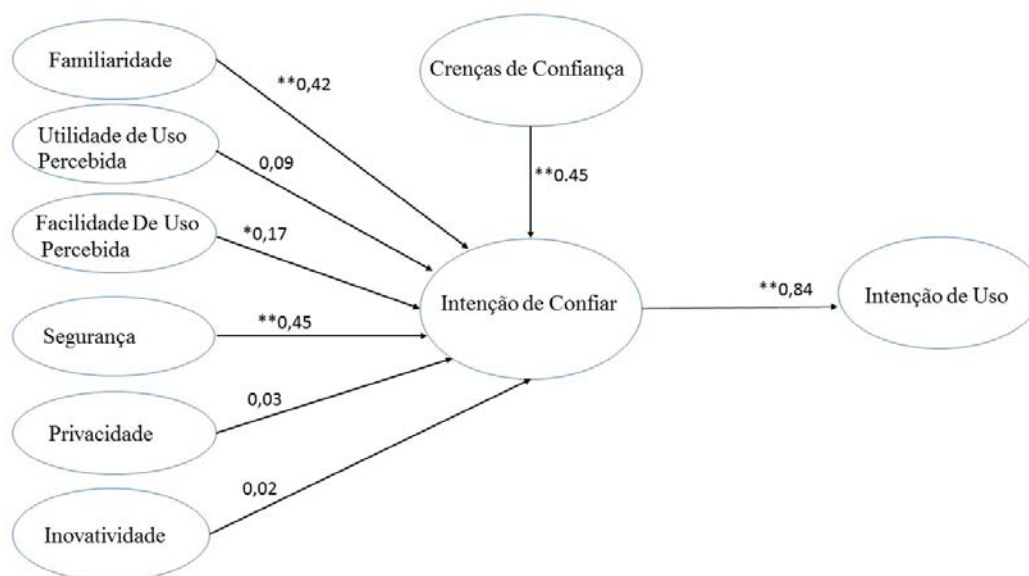 Familiaridade
**0,42
Crenças de Confiança
Utilidade de Uso
Percebida
0,09
**0.45
Facilidade De Uso
Percebida
*0,17
Intenção de Confiar
**0,84
Intenção de Uso
Segurança
**0,45
Privacidade
0,03
Inovatividade
0,02